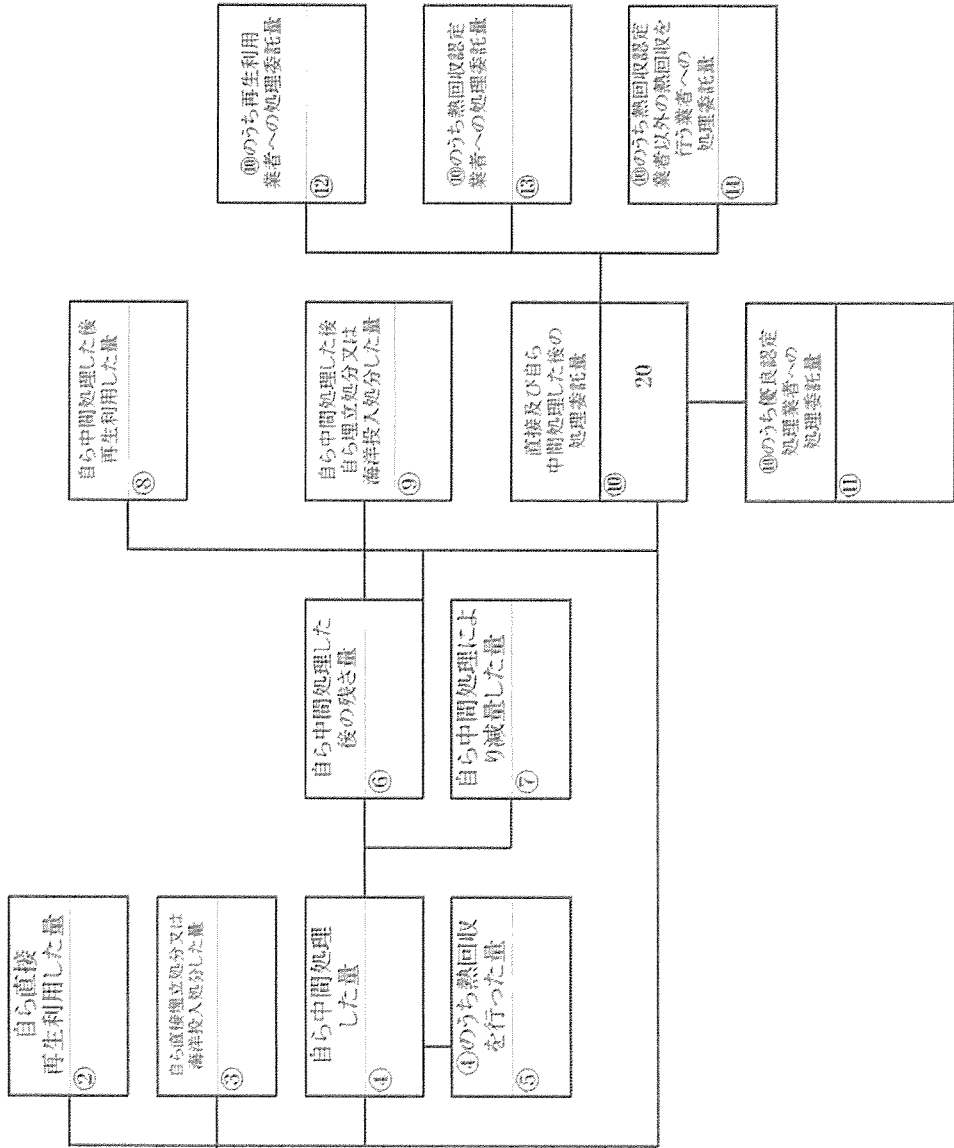 自ら直接
再生利用した量
②
自ら直接埋立処分又は
海洋投入処分した量
③
自ら中間処理
した量
④
④のうち熱回収
を行った量
⑤
自ら中間処理した
後の残さ量
⑥
自ら中間処理によ
り減量した量
⑦
自ら中間処理した後
再生利用した量
⑧
自ら中間処理した後
自ら埋立処分又は
海洋投入処分した量
⑨
直接及び自ら
中間処理した後の
処理委託量
⑩
20
⑩のうち優良認定
処理業者への
処理委託量
⑪
⑩のうち再生利用
業者への処理委託量
⑫
⑩のうち熱回収認定
業者への処理委託量
⑬
⑩のうち熱回収認定
業者以外の熱回収を
行う業者への
処理委託量
⑭